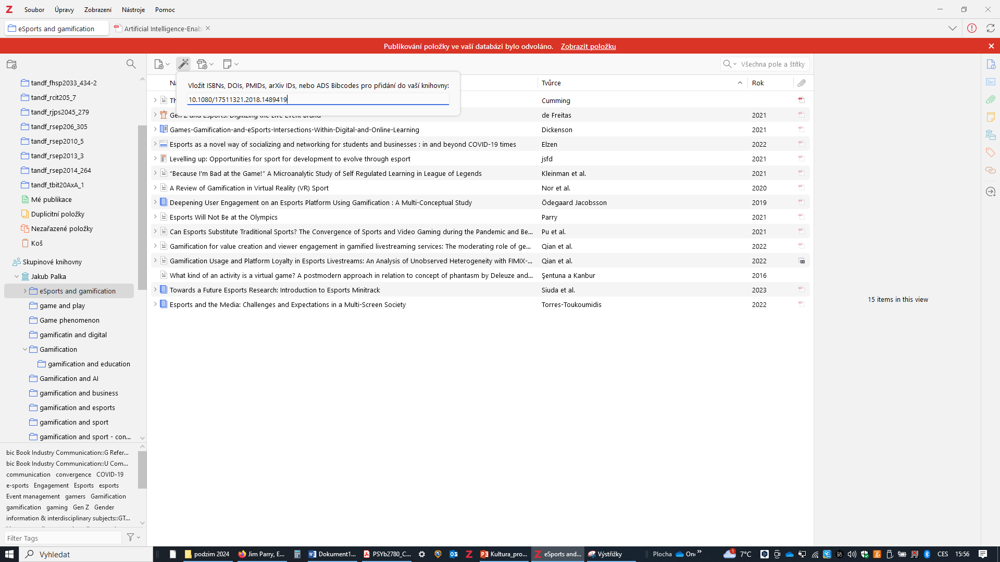 Soubor Úpravy Zobrazení Nástroje Pomoc
eSports and gamification
Artificial Intelligence-Enab
Publikování položky ve vaší databázi bylo odvoláno. Zobrazit položku
Všechna pole a štítky
Vložit ISBNs, DOIs, PMIDs, arXiv IDs, nebo ADS Bibcodes pro přidání do vaší knihovny:
10.1080/17511321.2018.1489419
Tvůrce Rok
Th Cumming
Gen Z and Esports: Digitizing the Live Event Brand de Freitas 2021
Games-Gamification-and-eSports-Intersections-Within-Digital-and-Online-Learning Dickenson 2021
Esports as a novel way of socializing and networking for students and businesses : in and beyond COVID-19 times Elzen 2022
Levelling up: Opportunities for sport for development to evolve through esport jsfd 2021
“Because I'm Bad at the Game!” A Microanalytic Study of Self Regulated Learning in League of Legends Kleinman et al. 2021
A Review of Gamification in Virtual Reality (VR) Sport Nor et al. 2020
Deepening User Engagement on an Esports Platform Using Gamification : A Multi-Conceptual Study Ödegaard Jacobsson 2019
Esports Will Not Be at the Olympics Parry 2021
Can Esports Substitute Traditional Sports? The Convergence of Sports and Video Gaming during the Pandemic and Be... Pu et al. 2021
Gamification for value creation and viewer engagement in gamified livestreaming services: The moderating role of ge... Qian et al. 2022
Gamification Usage and Platform Loyalty in Esports Livestreams: An Analysis of Unobserved Heterogeneity with FIMIX-... Qian et al. 2022
What kind of an activity is a virtual game? A postmodern approach in relation to concept of phantasm by Deleuze and... Şentuna a Kanbur 2016
Towards a Future Esports Research: Introduction to Esports Minitrack Siuda et al. 2023
Esports and the Media: Challenges and Expectations in a Multi-Screen Society Torres-Toukoumidis 2022
15 items in this view
tandf_fhsp2033_434-2
tandf_rcit205_7
tandf_rjps2045_279
tandf_rsep206_305
tandf_rsep2010_5
tandf_rsep2013_3
tandf_rsep2014_264
tandf_tbit20AxA_1
Mé publikace
Duplicitní položky
Nezařazené položky
Koš
Skupinové knihovny
Jakub Palka
eSports and gamification
game and play
Game phenomenon
gamificatin and digital
Gamification
gamification and education
Gamification and AI
gamification and business
gamification and esports
gamification and sport
gamification and sport - con...
bic Book Industry Communication::G Refer...
bic Book Industry Communication::U Com...
communication convergence COVID-19
e-sports Engagement Esports esports
Event management gamers Gamification
gamification gaming Gen Z Gender
information & interdisciplinary subjects::GT...
Filter Tags
Vyhledat
podzim 2024
Jim Parry, E...
Dokument1...
PSYb2780_C...
Kultura_pro...
eSports and...
Výstřižky
Plocha
On
1
7°C
CES
15:56